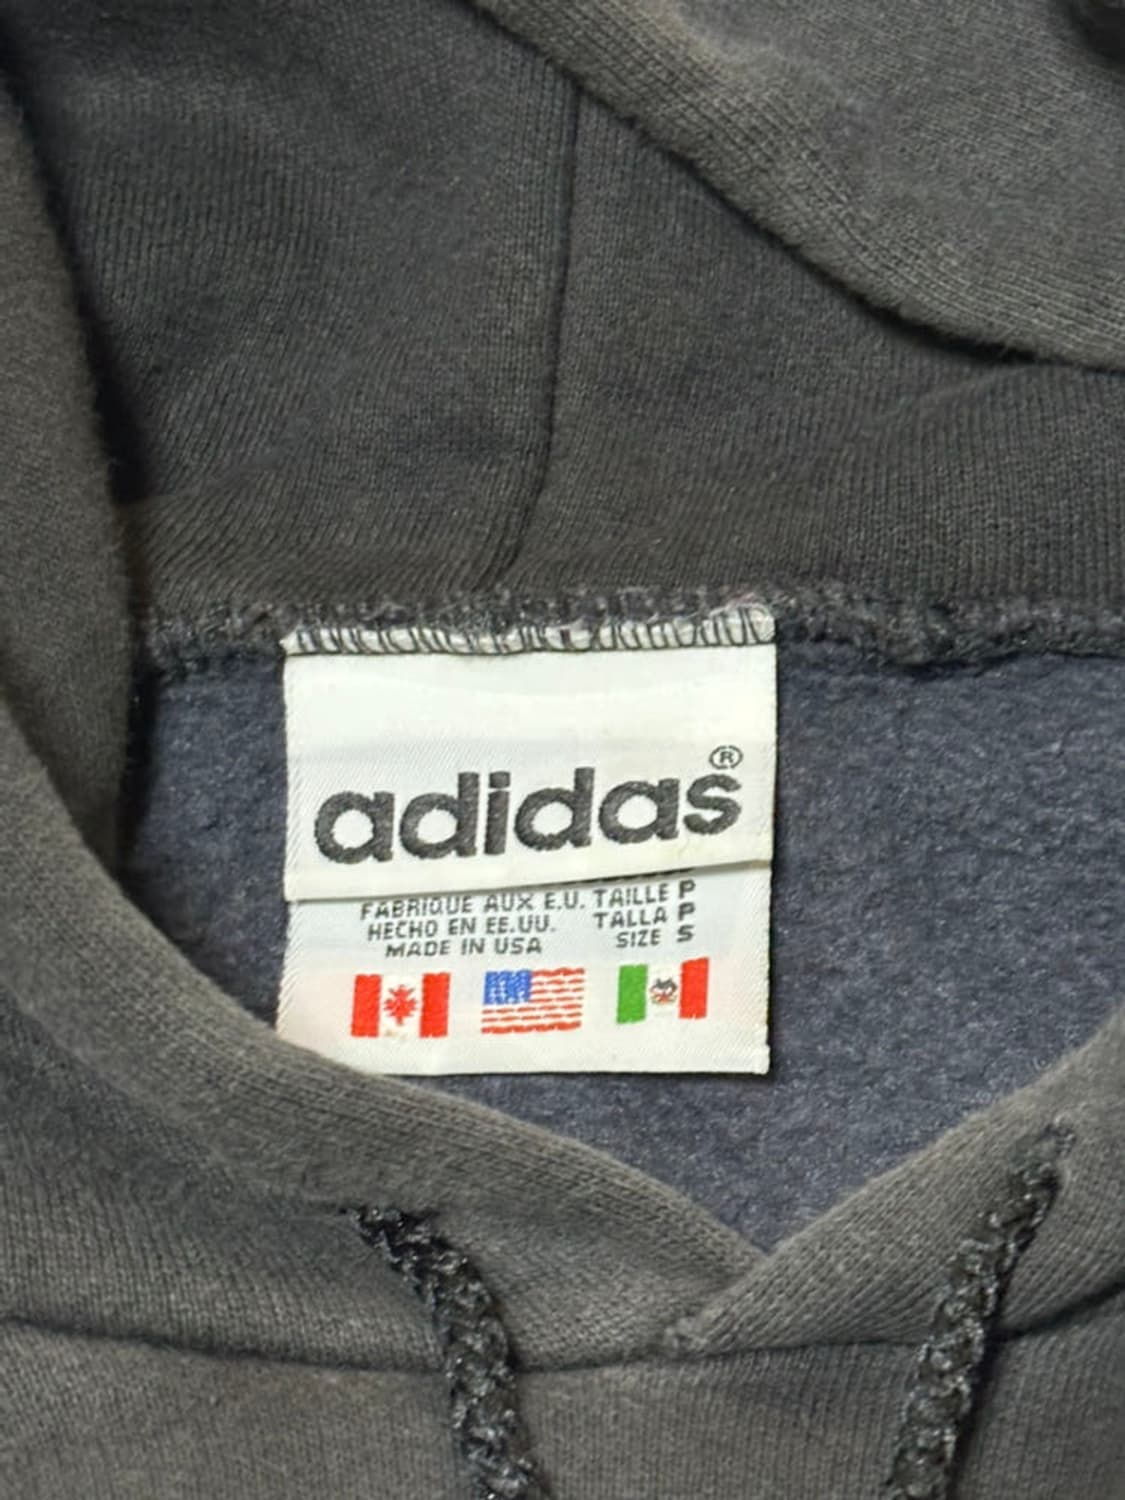 adidas®
FABRIQUE AUX E.U. TAILLE P
HECHO EN EE.UU. TALLA P
MADE IN USA SIZE S